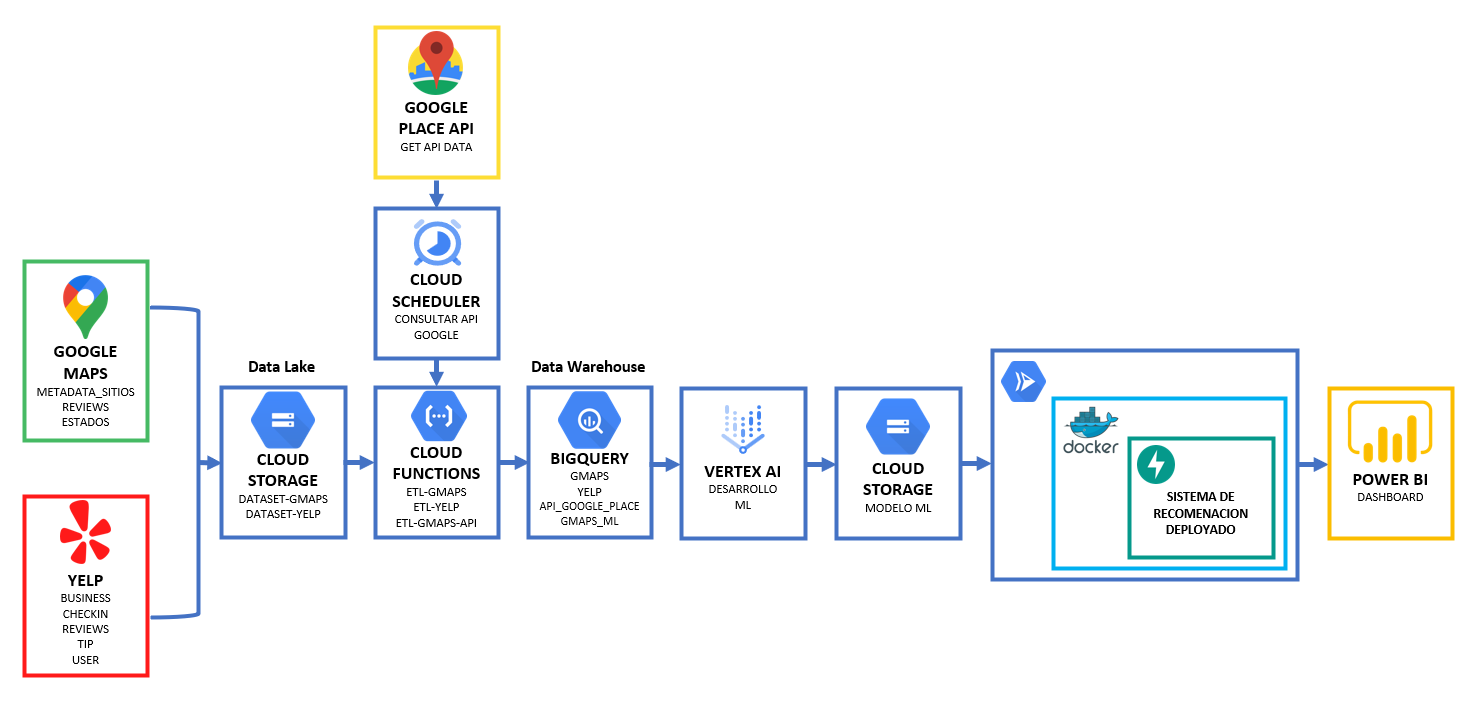 GOOGLE
PLACE API
GET API DATA
CLOUD
SCHEDULER
CONSULTAR API
GOOGLE
GOOGLE
MAPS
METADATA_SITIOS
REVIEWS
ESTADOS
YELP
BUSINESS
CHECKIN
REVIEWS
TIP
USER
Data Lake
CLOUD
STORAGE
DATASET-GMAPS
DATASET-YELP
CLOUD
FUNCTIONS
ETL-GMAPS
ETL-YELP
ETL-GMAPS-API
Data Warehouse
BIGQUERY
GMAPS
YELP
API_GOOGLE_PLACE
GMAPS_ML
VERTEX AI
DESARROLLO
ML
CLOUD
STORAGE
MODELO ML
docker
SISTEMA DE
RECOMENACION
DEPLOYADO
POWER BI
DASHBOARD